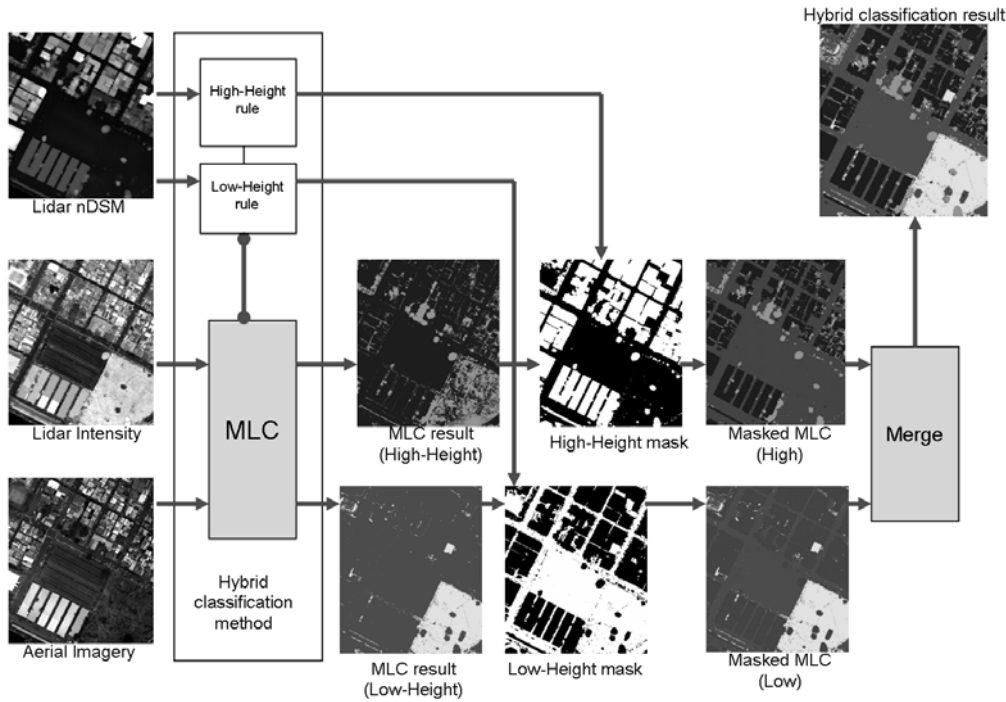 Hybrid classification result
High-Height
rule
Low-Height
rule
Lidar nDSM
Lidar Intensity
MLC
MLC result
(High-Height)
High-Height mask
Masked MLC
(High)
Merge
Aerial Imagery
Hybrid
classification
method
MLC result
(Low-Height)
Low-Height mask
Masked MLC
(Low)